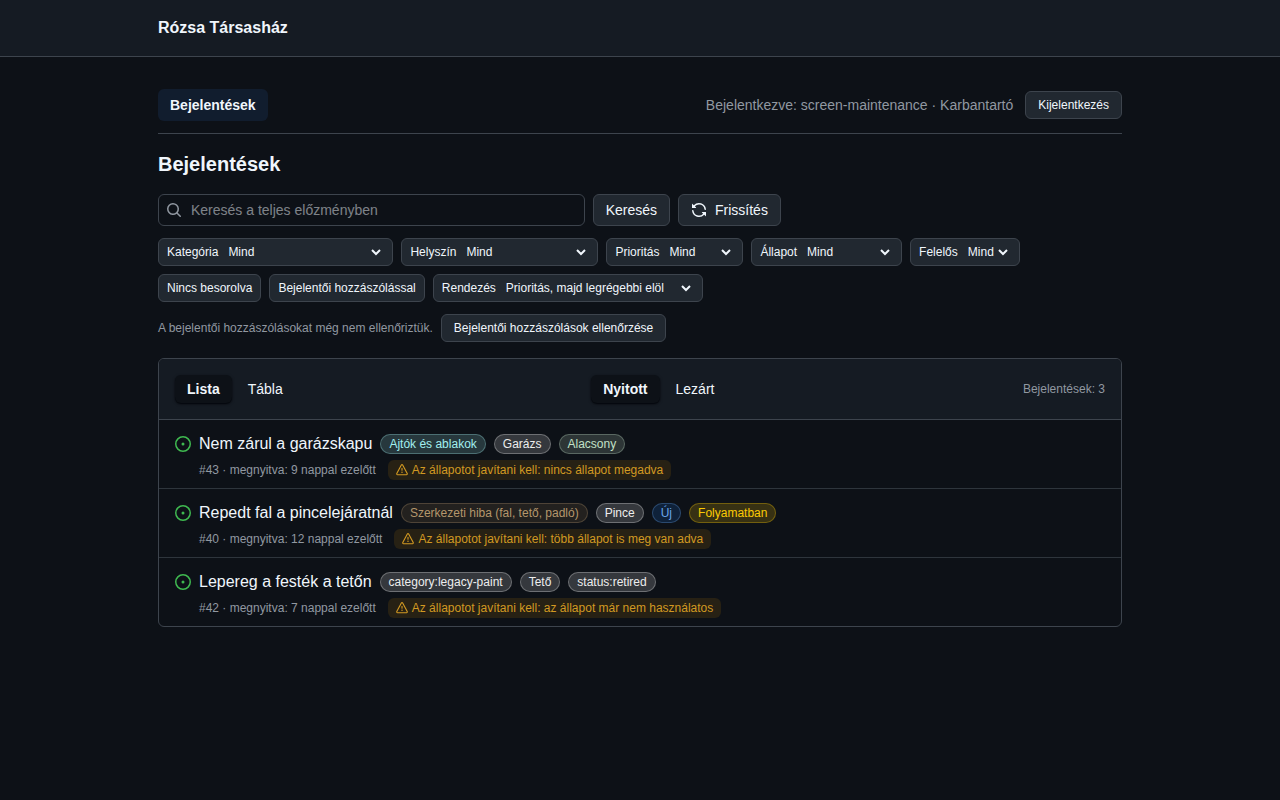 Rózsa Társasház
Bejelentések
Bejelentkezve: screen-maintenance · Karbantartó
Kijelentkezés
Bejelentések
Keresés a teljes előzményben
Keresés
Frissítés
Kategória Mind
Helyszín Mind
Prioritás Mind
Állapot Mind
Felelős Mind
Nincs besorolva
Bejelentői hozzászólással
Rendezés Prioritás, majd legrégebbi elöl
A bejelentői hozzászólásokat még nem ellenőriztük.
Bejelentői hozzászólások ellenőrzése
Lista
Tábla
Nyitott
Lezárt
Bejelentések: 3
Nem zárul a garázskapu Ajtók és ablakok Garázs Alacsony
#43 · megnyitva: 9 nappal ezelőtt Az állapotot javítani kell: nincs állapot megadva
Repedt fal a pincelejáratnál Szerkezeti hiba (fal, tető, padló) Pince Új Folyamatban
#40 · megnyitva: 12 nappal ezelőtt Az állapotot javítani kell: több állapot is meg van adva
Lepereg a festék a tetőn category:legacy-paint Tető status:retired
#42 · megnyitva: 7 nappal ezelőtt Az állapotot javítani kell: az állapot már nem használatos